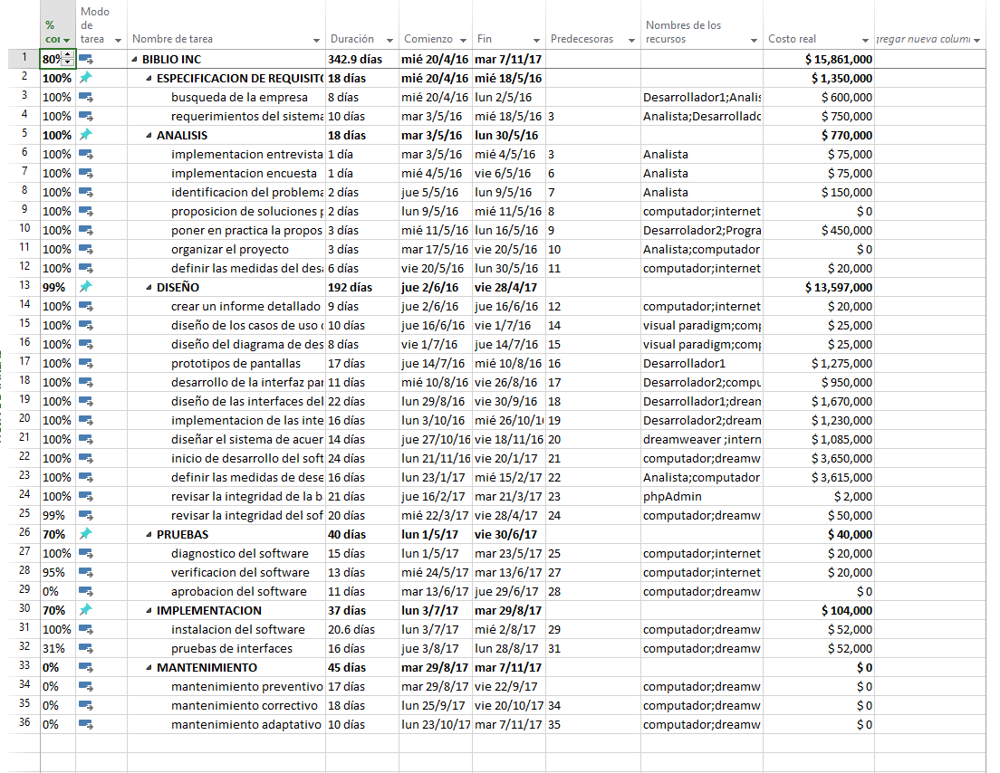 % coı Modo de tarea Nombre de tarea Duración Comienzo Fin Predecesoras Nombres de los recursos Costo real gregar nueva column
1 80% BIBLIO INC 342.9 días mié 20/4/16 mar 7/11/17 $ 15,861,000
2 100% ESPECIFICACION DE REQUISITO 18 días mié 20/4/16 mié 18/5/16 $ 1,350,000
3 100% busqueda de la empresa 8 días mié 20/4/16 lun 2/5/16 Desarrollador1;Analis $ 600,000
4 100% requerimientos del sistema 10 días mar 3/5/16 mié 18/5/16 3 Analista;Desarrollado $ 750,000
5 100% ANALISIS 18 días mar 3/5/16 lun 30/5/16 $ 770,000
6 100% implementacion entrevista 1 día mar 3/5/16 mié 4/5/16 3 Analista $ 75,000
7 100% implementacion encuesta 1 día mié 4/5/16 vie 6/5/16 6 Analista $ 75,000
8 100% identificacion del problema 2 días jue 5/5/16 lun 9/5/16 7 Analista $ 150,000
9 100% proposicion de soluciones p 2 días lun 9/5/16 mié 11/5/16 8 computador;internet $ 0
10 100% poner en practica la propos 3 días mié 11/5/16 lun 16/5/16 9 Desarrolador2;Progra $ 450,000
11 100% organizar el proyecto 3 días mar 17/5/16 vie 20/5/16 10 Analista;computador $ 0
12 100% definir las medidas del desa 6 días vie 20/5/16 lun 30/5/16 11 computador;internet $ 20,000
13 99% DISEÑO 192 días jue 2/6/16 vie 28/4/17 $ 13,597,000
14 100% crear un informe detallado 9 días jue 2/6/16 jue 16/6/16 12 computador;internet $ 20,000
15 100% diseño de los casos de uso 10 días jue 16/6/16 vie 1/7/16 14 visual paradigm;comp $ 25,000
16 100% diseño del diagrama de des 8 días vie 1/7/16 jue 14/7/16 15 visual paradigm;comp $ 25,000
17 100% prototipos de pantallas 17 días jue 14/7/16 mié 10/8/16 16 Desarrollador1 $ 1,275,000
18 100% desarrollo de la interfaz par 11 días mié 10/8/16 vie 26/8/16 17 Desarrolador2;compu $ 950,000
19 100% diseño de las interfaces del 22 días lun 29/8/16 vie 30/9/16 18 Desarrollador1;drean $ 1,670,000
20 100% implementacion de las inte 16 días lun 3/10/16 mié 26/10/1 19 Desarrolador2;dream $ 1,230,000
21 100% diseñar el sistema de acuer 14 días jue 27/10/16 vie 18/11/16 20 dreamweaver ;intern $ 1,085,000
22 100% inicio de desarrollo del soft 24 días lun 21/11/16 vie 20/1/17 21 computador;dreamw $ 3,650,000
23 100% definir las medidas de dese 16 días lun 23/1/17 mié 15/2/17 22 Analista;computador $ 3,615,000
24 100% revisar la integridad de la b 21 días jue 16/2/17 mar 21/3/17 23 phpAdmin $ 2,000
25 99% revisar la integridad del sof 20 días mié 22/3/17 vie 28/4/17 24 computador;dreamw $ 50,000
26 70% PRUEBAS 40 días lun 1/5/17 vie 30/6/17 $ 40,000
27 100% diagnostico del software 15 días lun 1/5/17 mar 23/5/17 25 computador;internet $ 20,000
28 95% verificacion del software 13 días mié 24/5/17 mar 13/6/17 27 computador;internet $ 20,000
29 0% aprobacion del software 11 días mar 13/6/17 jue 29/6/17 28 $ 0
30 70% IMPLEMENTACION 37 días lun 3/7/17 mar 29/8/17 $ 104,000
31 100% instalacion del software 20.6 días lun 3/7/17 mié 2/8/17 29 computador;dreamw $ 52,000
32 31% pruebas de interfaces 16 días jue 3/8/17 lun 28/8/17 31 computador;dreamw $ 52,000
33 0% MANTENIMIENTO 45 días mar 29/8/17 mar 7/11/17 $ 0
34 0% mantenimiento preventivo 17 días mar 29/8/17 vie 22/9/17 computador;dreamw $ 0
35 0% mantenimiento correctivo 18 días lun 25/9/17 vie 20/10/17 34 computador;dreamw $ 0
36 0% mantenimiento adaptativo 10 días lun 23/10/17 mar 7/11/17 35 computador;dreamw $ 0